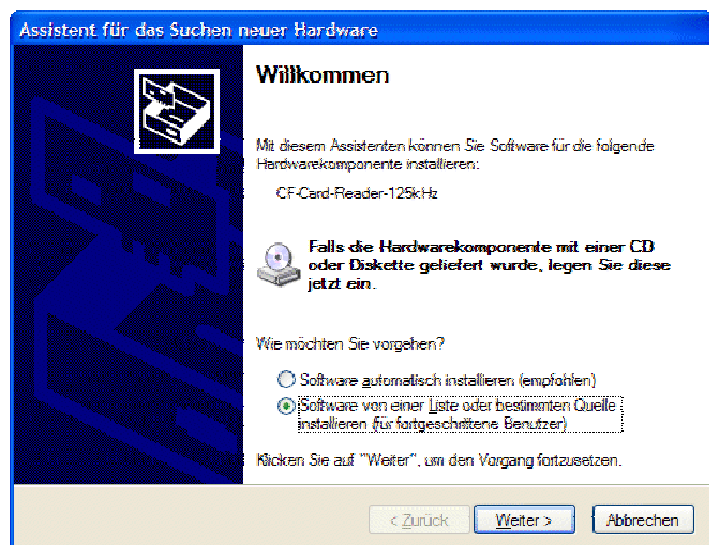 Assistent für das Suchen neuer Hardware
Willkommen
Mit diesem Assistenten können Sie Software für die folgende
Hardwarekomponente installieren:
CF-Card-Reader-125kHz
Falls die Hardwarekomponente mit einer CD
oder Diskette geliefert wurde, legen Sie diese
jetzt ein.
Wie möchten Sie vorgehen?
Software automatisch installieren (empfohlen)
Software von einer Liste oder bestimmten Quelle
installieren (für fortgeschrittene Benutzer)
Klicken Sie auf "Weiter", um den Vorgang fortzusetzen.
< Zurück Weiter > Abbrechen